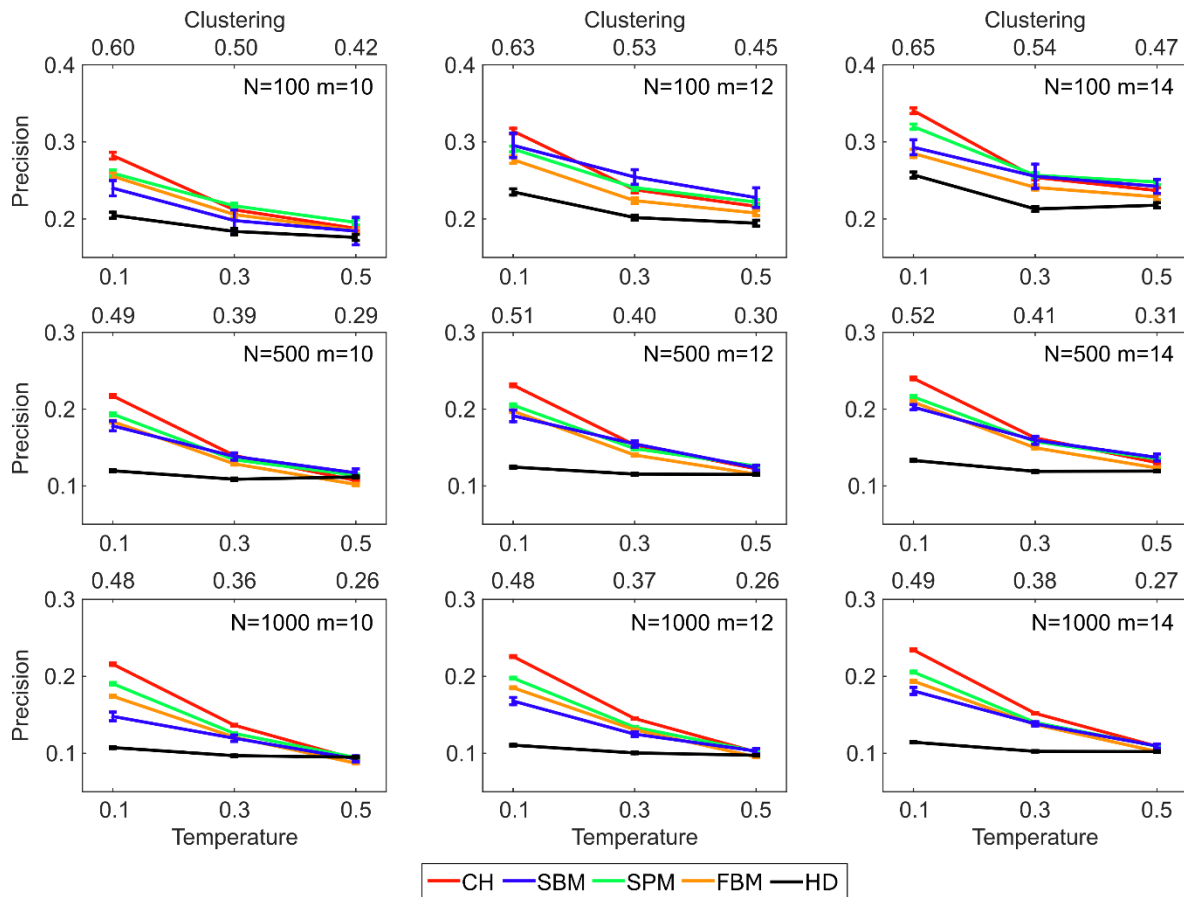 Clustering Clustering Clustering
0.60 0.50 0.42 0.63 0.53 0.45 0.65 0.54 0.47
0.4 0.4 0.4
N=100 m=10 N=100 m=12 N=100 m=14
Precision
0.3 0.3 0.3
0.2 0.2 0.2
0.1 0.3 0.5 0.1 0.3 0.5 0.1 0.3 0.5
0.49 0.39 0.29 0.51 0.40 0.30 0.52 0.41 0.31
0.3 0.3 0.3
N=500 m=10 N=500 m=12 N=500 m=14
Precision
0.2 0.2 0.2
0.1 0.1 0.1
0.1 0.3 0.5 0.1 0.3 0.5 0.1 0.3 0.5
0.48 0.36 0.26 0.48 0.37 0.26 0.49 0.38 0.27
0.3 0.3 0.3
N=1000 m=10 N=1000 m=12 N=1000 m=14
Precision
0.2 0.2 0.2
0.1 0.1 0.1
0.1 0.3 0.5 0.1 0.3 0.5 0.1 0.3 0.5
Temperature Temperature Temperature
CH SBM SPM FBM HD